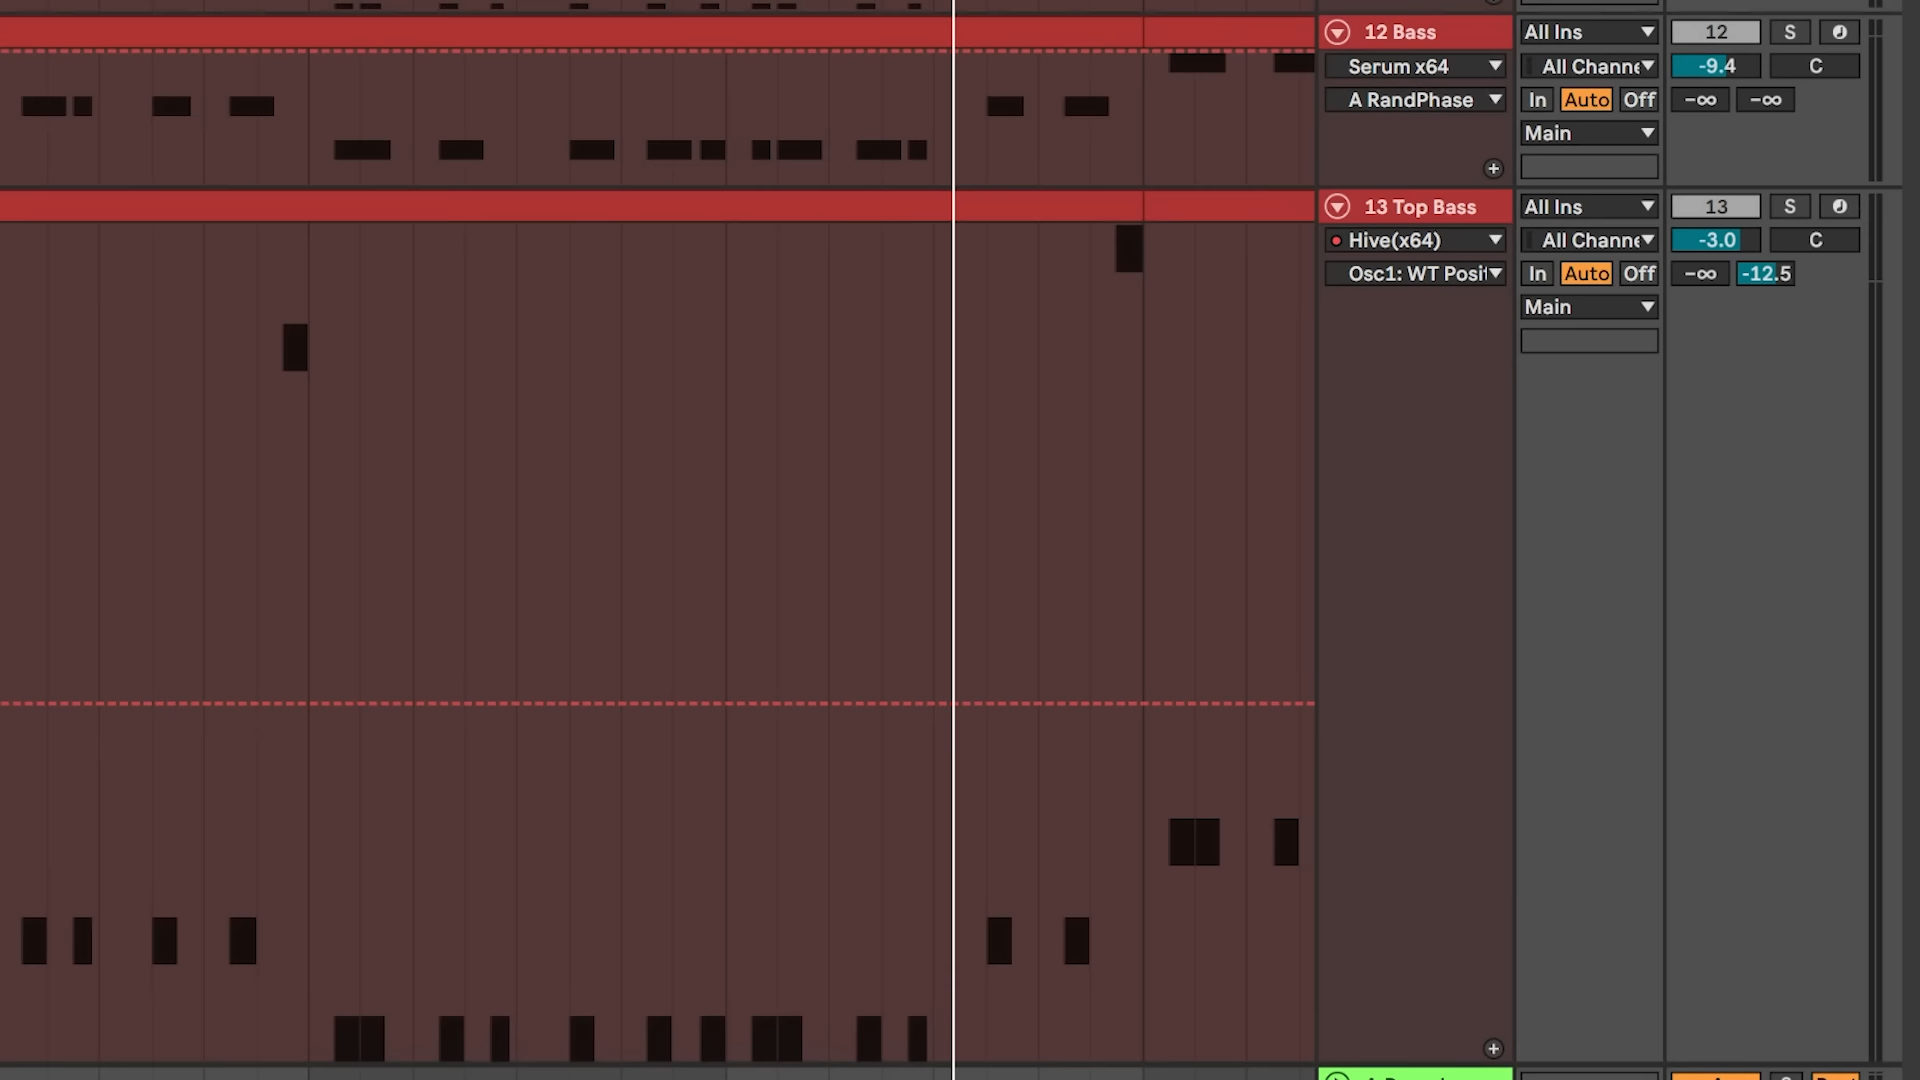 12 Bass All Ins 12 S
Serum x64 All Channe -9.4 C
A RandPhase In Auto Off -∞ -∞
Main
13 Top Bass All Ins 13 S
Hive(x64) All Channe -3.0 C
Osc1: WT Posit In Auto Off -∞ -12.5
Main